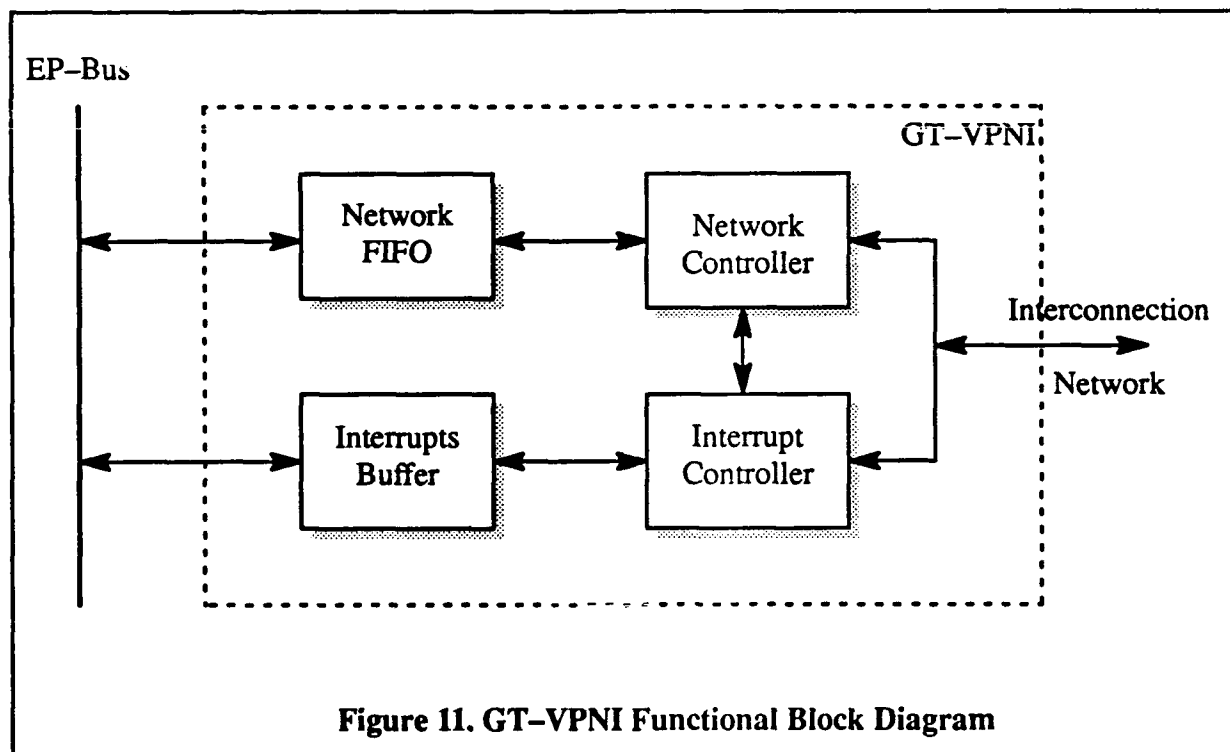 EP–Bus
GT–VPNI
Network
FIFO
Network
Controller
Interconnection
Network
Interrupts
Buffer
Interrupt
Controller
Figure 11. GT–VPNI Functional Block Diagram